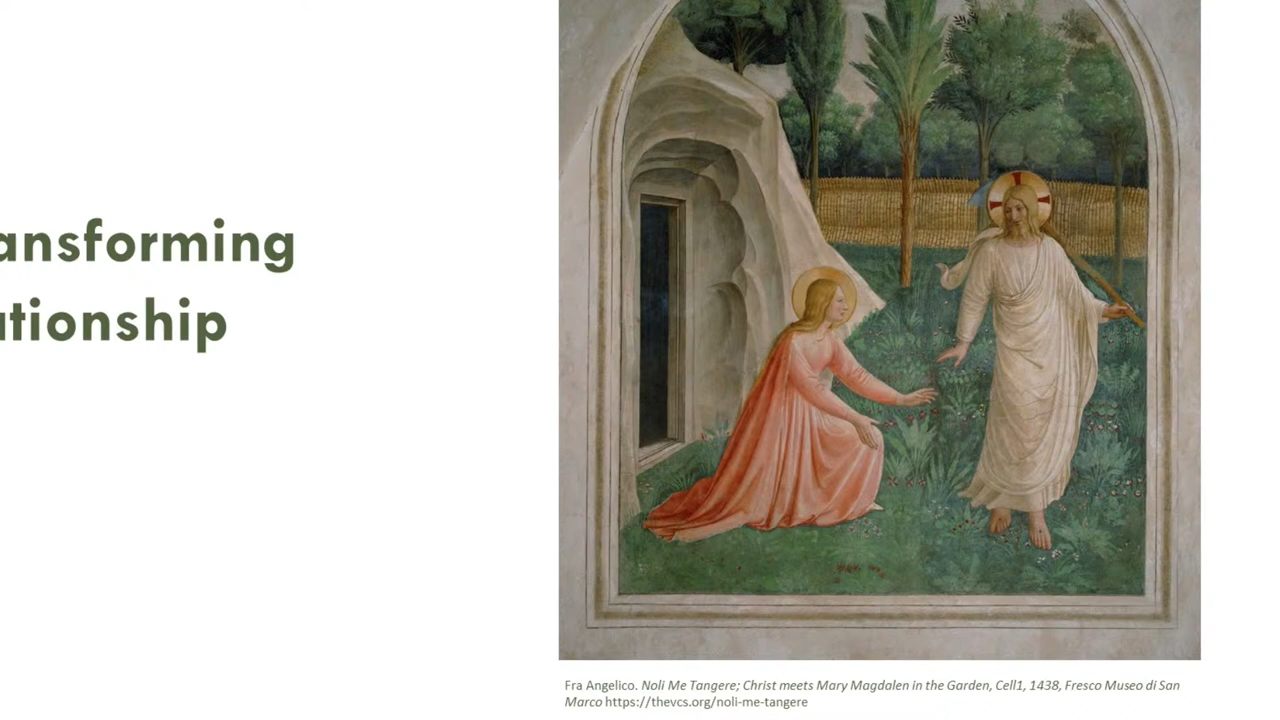 ansforming
ationship
Fra Angelico. Noli Me Tangere; Christ meets Mary Magdalen in the Garden, Cell1, 1438, Fresco Museo di San
Marco https://thevcs.org/noli-me-tangere